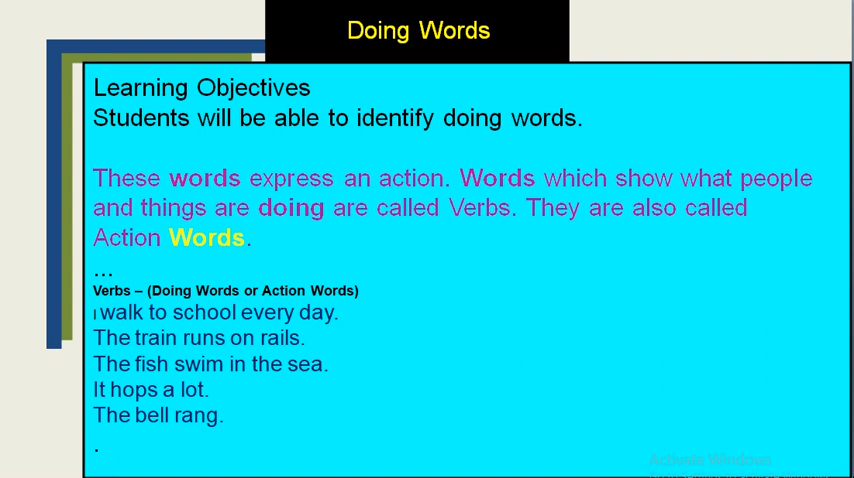 Doing Words
Learning Objectives
Students will be able to identify doing words.
These words express an action. Words which show what people
and things are doing are called Verbs. They are also called
Action Words.
...
Verbs – (Doing Words or Action Words)
I walk to school every day.
The train runs on rails.
The fish swim in the sea.
It hops a lot.
The bell rang.
.
Activate Windows